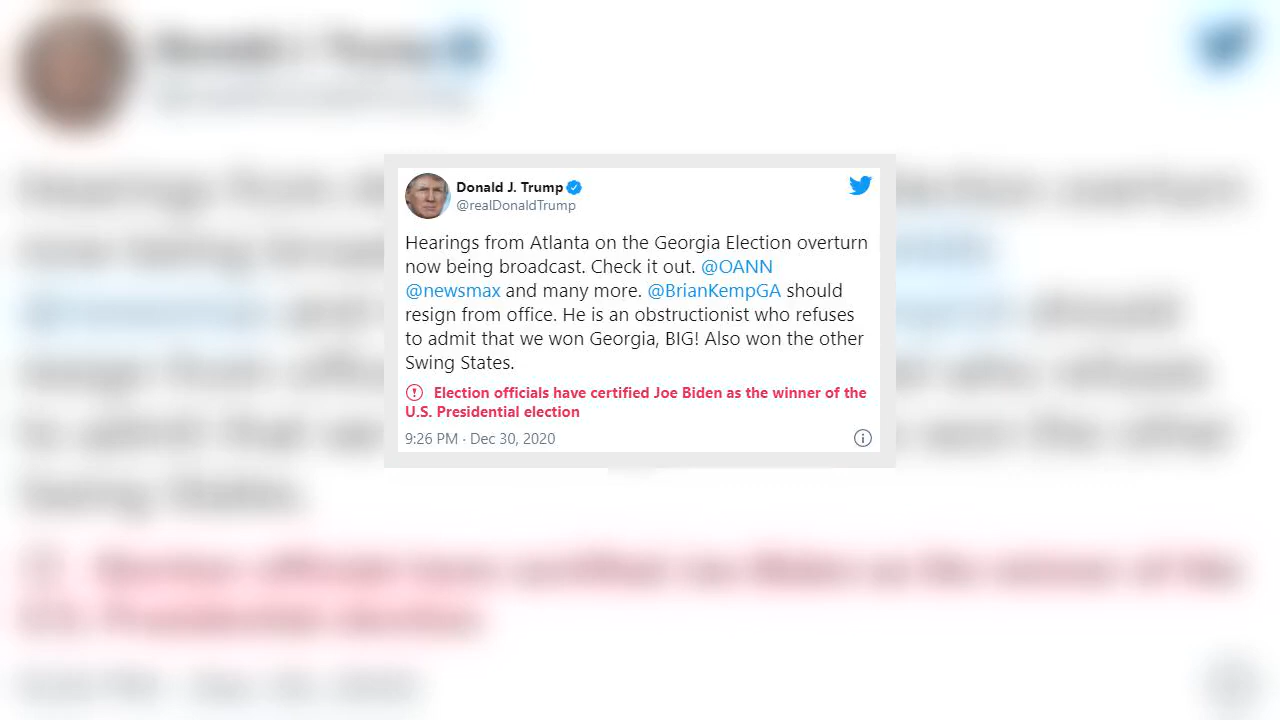 Donald J. Trump
@realDonaldTrump
Hearings from Atlanta on the Georgia Election overturn
now being broadcast. Check it out. @OANN
@newsmax and many more. @BrianKempGA should
resign from office. He is an obstructionist who refuses
to admit that we won Georgia, BIG! Also won the other
Swing States.
Election officials have certified Joe Biden as the winner of the
U.S. Presidential election
9:26 PM · Dec 30, 2020